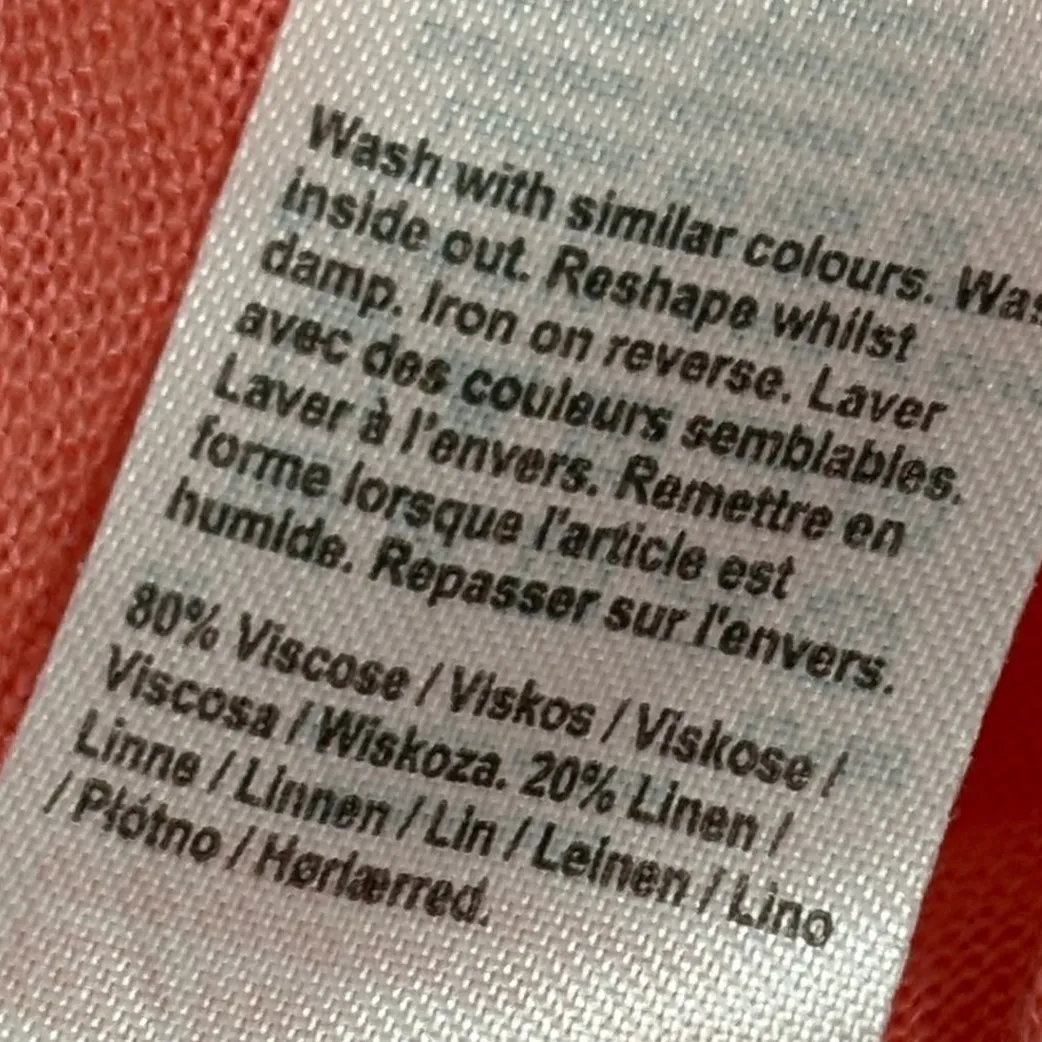 Wash with similar colours. Was
inside out. Reshape whilst
damp. Iron on reverse. Laver
avec des couleurs semblables.
Laver à l'envers. Remettre en
forme lorsque l'article est
humide. Repasser sur l'envers.
80% Viscose / Viskos / Viskose /
Viscosa / Wiskoza. 20% Linen /
Linne / Linnen / Lin / Leinen / Lino
/ Płótno / Hørlærred.